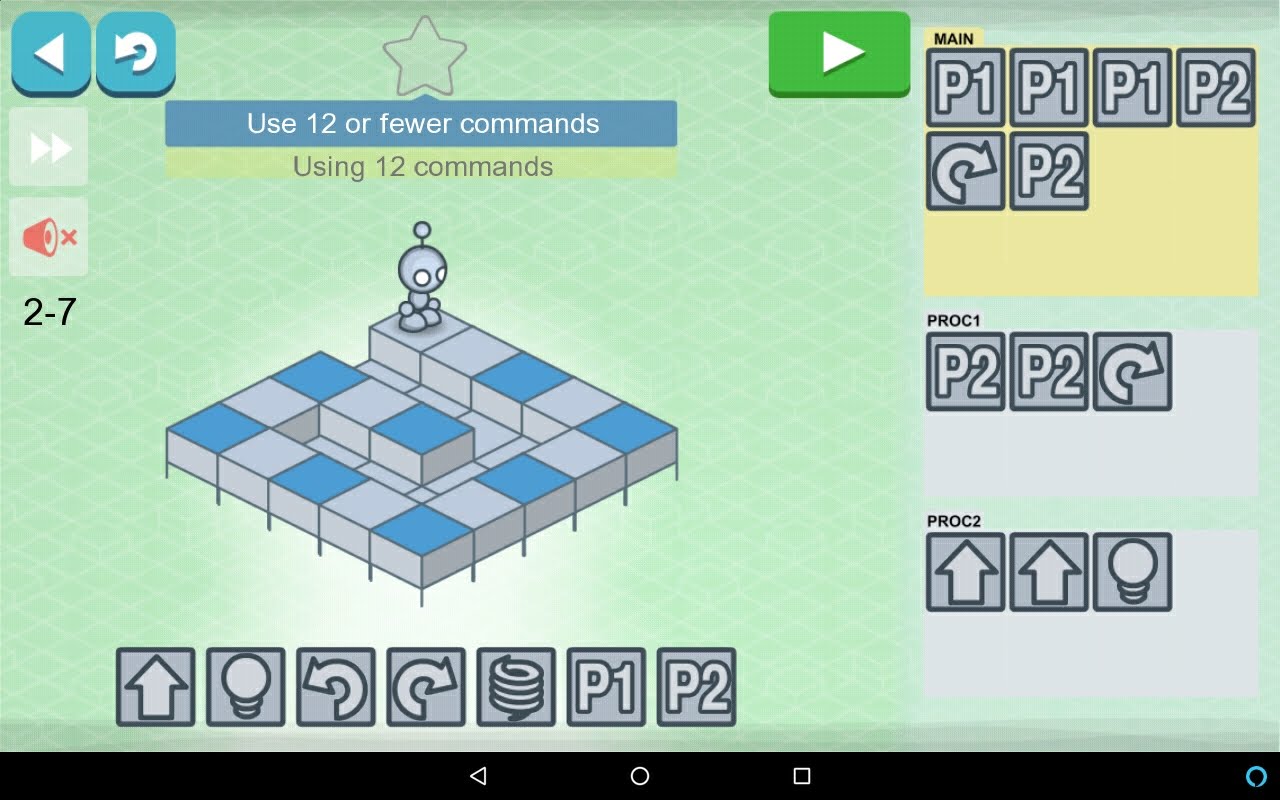 MAIN
P1 P1 P1 P2
Use 12 or fewer commands
Using 12 commands
P2
2-7
PROC1
P2 P2
PROC2
P1 P2